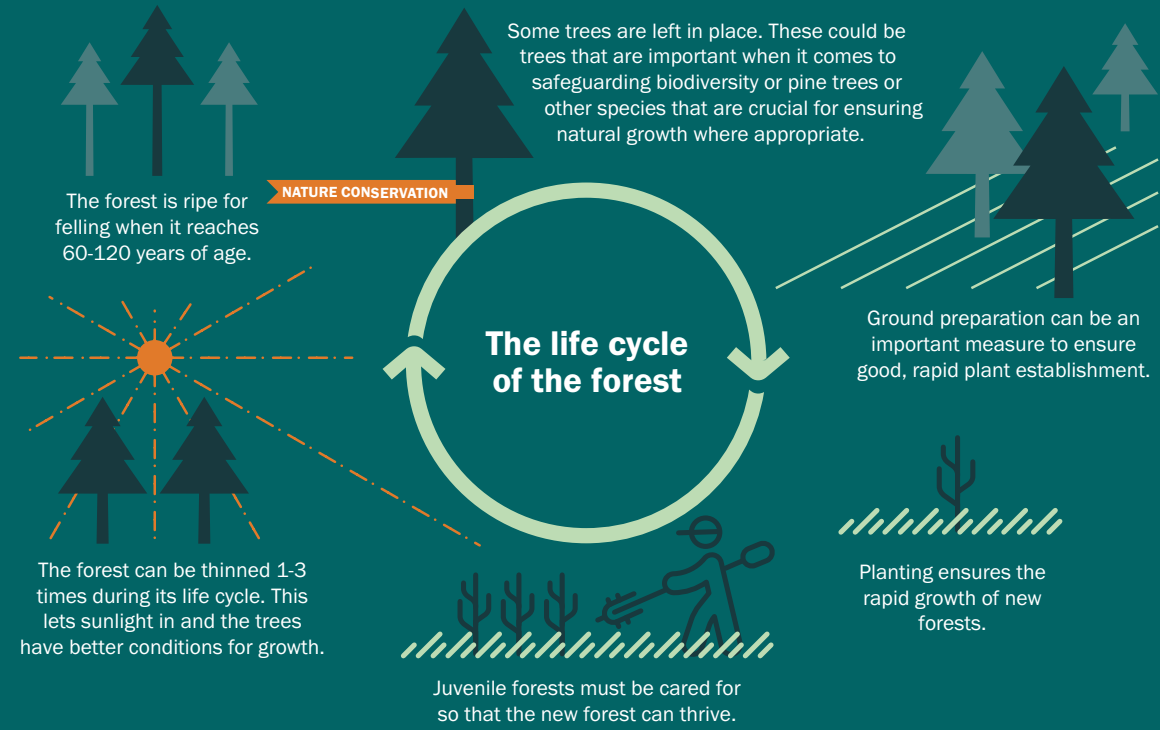 Some trees are left in place. These could be
trees that are important when it comes to
safeguarding biodiversity or pine trees or
other species that are crucial for ensuring
natural growth where appropriate.
The forest is ripe for
felling when it reaches
60-120 years of age.
NATURE CONSERVATION
The life cycle
of the forest
Ground preparation can be an
important measure to ensure
good, rapid plant establishment.
Planting ensures the
rapid growth of new
forests.
The forest can be thinned 1-3
times during its life cycle. This
lets sunlight in and the trees
have better conditions for growth.
Juvenile forests must be cared for
so that the new forest can thrive.